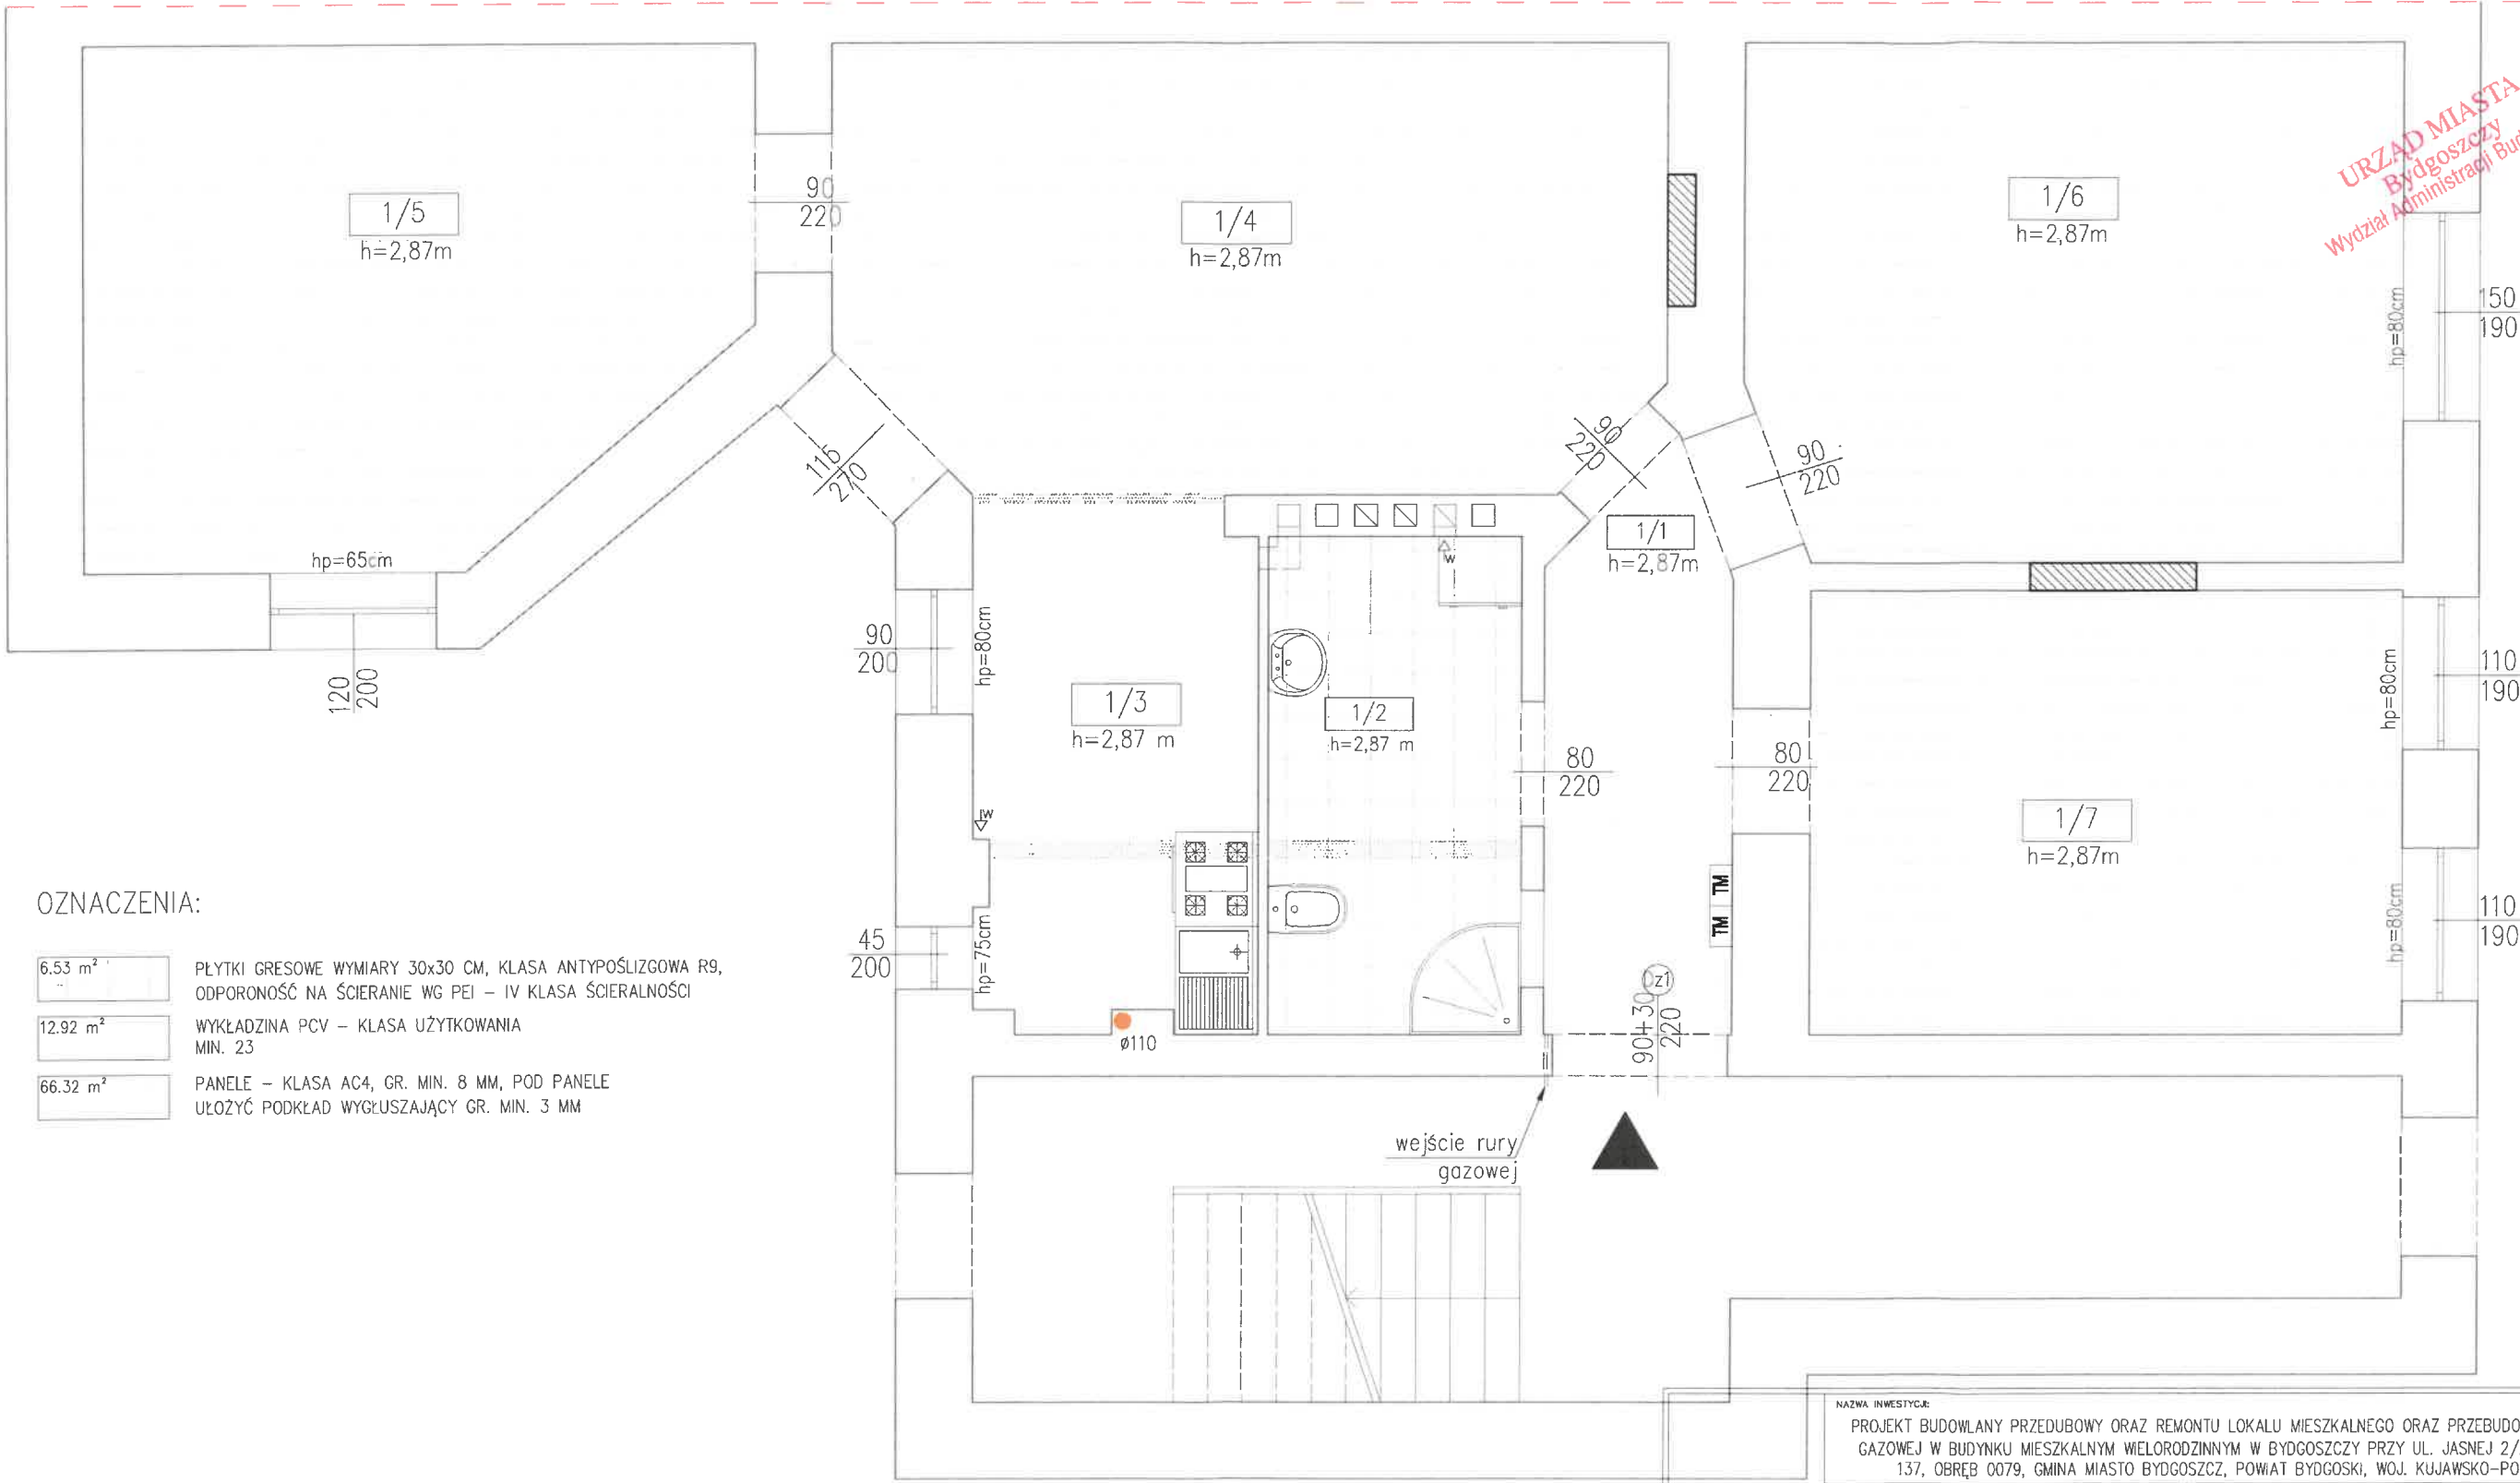 URZĄD MIASTA
Bydgoszczy
Wydział Administracji
1/5
h=2,87m
90
220
1/4
h=2,87m
1/6
h=2,87m
hp=80cm
150
190
116
270
90
220
90
220
1/1
h=2,87m
hp=65cm
120
200
90
200
hp=80cm
1/3
h=2,87 m
W
1/2
h=2,87 m
W
80
220
80
220
hp=80cm
110
190
1/7
h=2,87m
hp=80cm
110
190
TM TM
45
200
hp=75cm
ø110
Dz1
90+30
220
wejście rury
gazowej
OZNACZENIA:
6.53 m²
PŁYTKI GRESOWE WYMIARY 30x30 CM, KLASA ANTYPOŚLIZGOWA R9,
ODPORONOŚĆ NA ŚCIERANIE WG PEI – IV KLASA ŚCIERALNOŚCI
12.92 m²
WYKŁADZINA PCV – KLASA UŻYTKOWANIA
MIN. 23
66.32 m²
PANELE – KLASA AC4, GR. MIN. 8 MM, POD PANELE
UŁOŻYĆ PODKŁAD WYGŁUSZAJĄCY GR. MIN. 3 MM
NAZWA INWESTYCJI:
PROJEKT BUDOWLANY PRZEDUBOWY ORAZ REMONTU LOKALU MIESZKALNEGO ORAZ PRZEBUDO
GAZOWEJ W BUDYNKU MIESZKALNYM WIELORODZINNYM W BYDGOSZCZY PRZY UL. JASNEJ 2/
137, OBRĘB 0079, GMINA MIASTO BYDGOSZCZ, POWIAT BYDGOSKI, WOJ. KUJAWSKO-PO